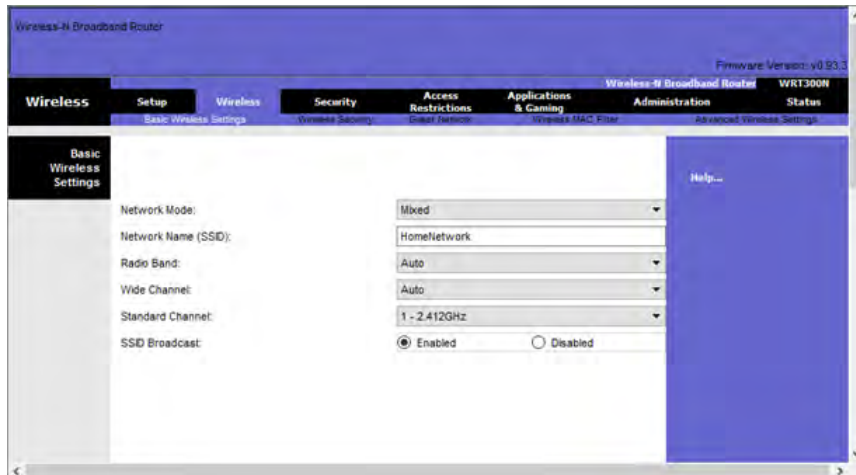 Wireless-N Broadband Router
Firmware Version: v0.93.3
Wireless-N Broadband Router WRT300N
Wireless Setup Wireless Security Access Restrictions Applications & Gaming Administration Status
Basic Wireless Settings Wireless Security Guest Network Wireless MAC Filter Advanced Wireless Settings
Basic
Wireless
Settings
Help...
Network Mode: Mixed
Network Name (SSID): HomeNetwork
Radio Band: Auto
Wide Channel: Auto
Standard Channel: 1 - 2.412GHz
SSID Broadcast: Enabled Disabled